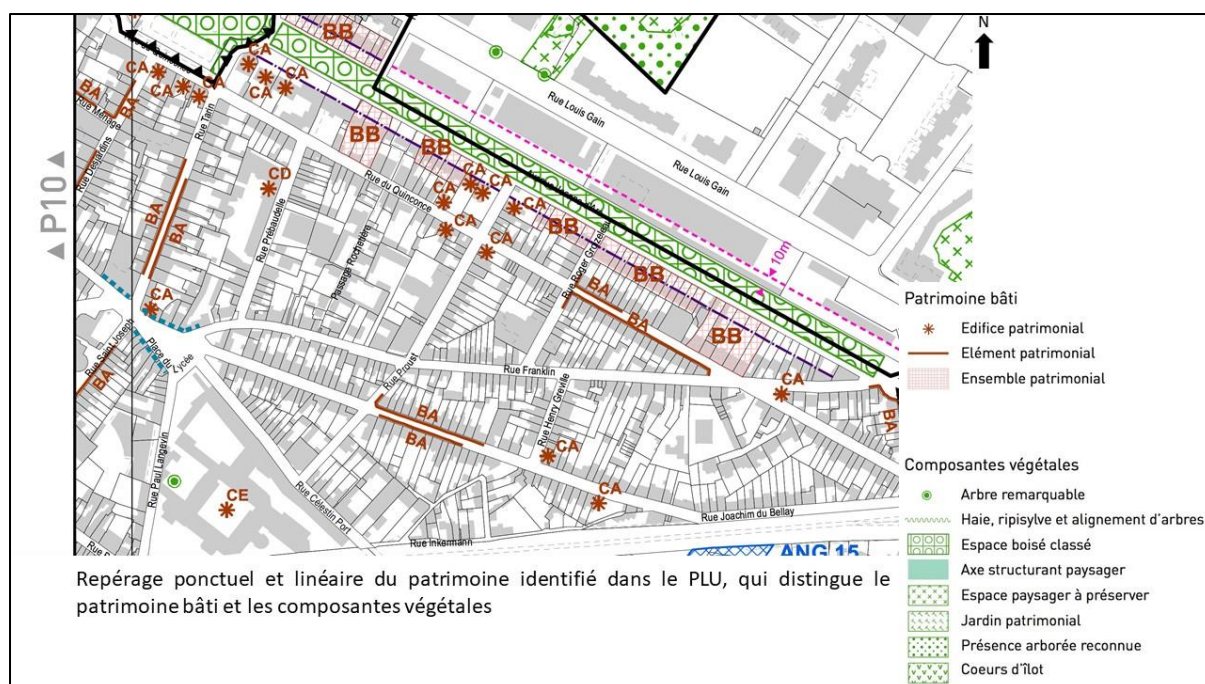 BB
N
CA
CA
CA
CA
CA
CA
Rue Louis Gain
Rue Louis Gain
BA
BA
Rue Ménage
Rue Desjardins
Rue Tarin
BA
BA
P10
CD
Rue Prébaudelle
Passage Rochetière
Rue du Quinconce
BB
BB
CA
CA
CA
CA
CA
CA
BB
BB
BB
10m
BA
BA
CA
Rue Saint Joseph
Place du Lycée
BA
Rue Proust
Rue Franklin
Rue Henry Gréville
CA
BA
BA
BA
CA
CA
Rue Paul Langevin
CE
Rue Célestin Port
Rue Inkermann
Rue Joachim du Bellay
ANG 15
Patrimoine bâti
Edifice patrimonial
Elément patrimonial
Ensemble patrimonial
Composantes végétales
Arbre remarquable
Haie, ripisylve et alignement d'arbres
Espace boisé classé
Axe structurant paysager
Espace paysager à préserver
Jardin patrimonial
Présence arborée reconnue
Coeurs d'îlot
Repérage ponctuel et linéaire du patrimoine identifié dans le PLU, qui distingue le
patrimoine bâti et les composantes végétales